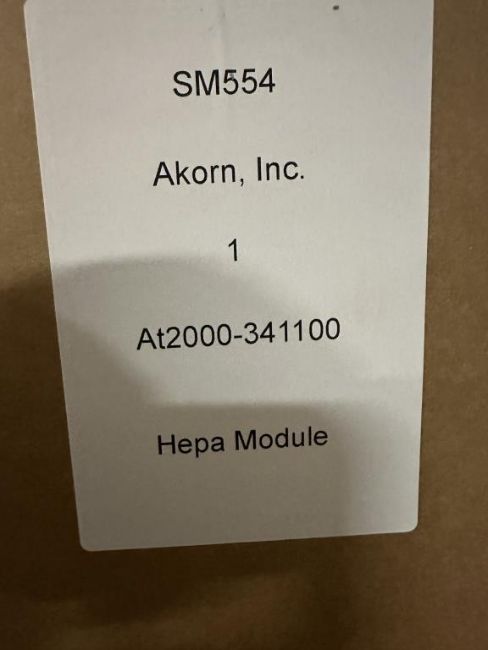 SM554
Akorn, Inc.
1
At2000-341100
Hepa Module